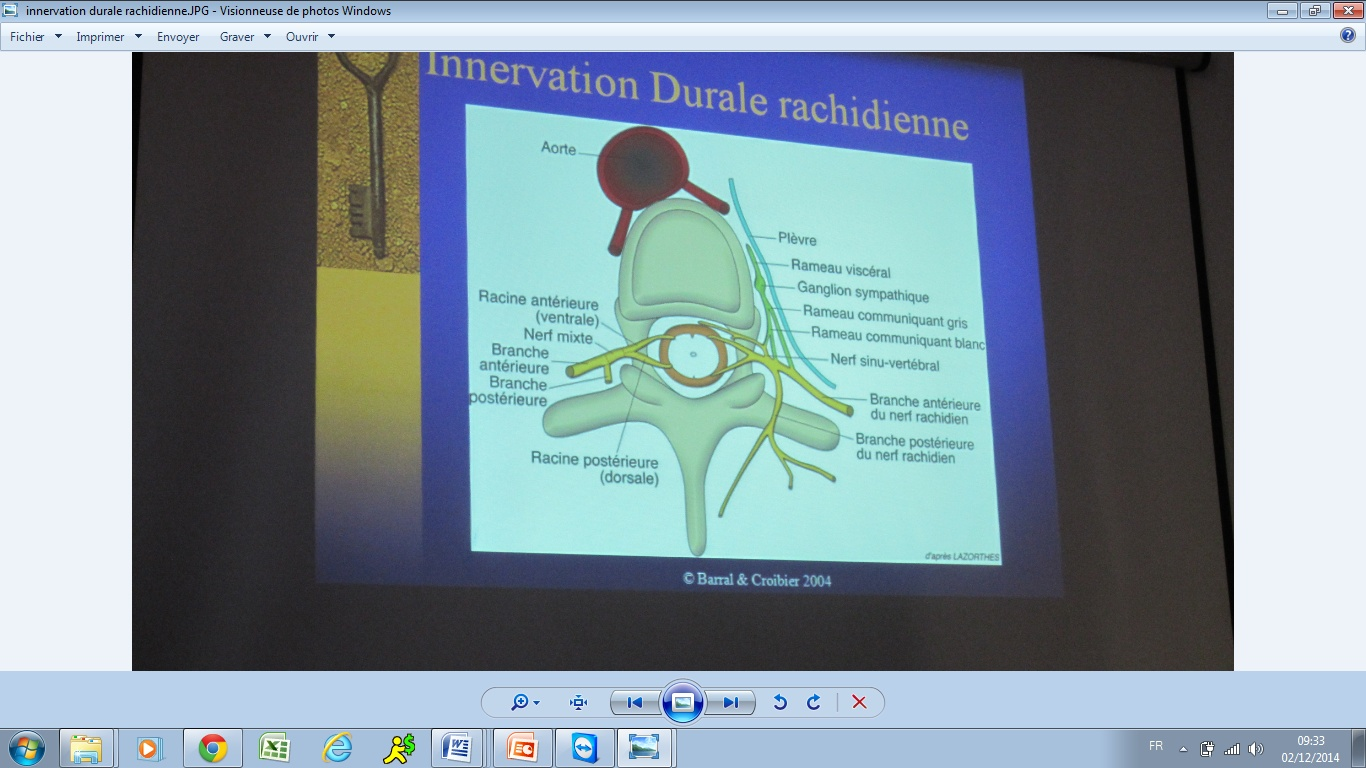 innervation durale rachidienne.JPG - Visionneuse de photos Windows
Fichier Imprimer Envoyer Graver Ouvrir
Innervation Durale rachidienne
Aorte
Plèvre
Rameau viscéral
Ganglion sympathique
Rameau communiquant gris
Rameau communiquant blanc
Nerf sinu-vertébral
Branche antérieure
du nerf rachidien
Branche postérieure
du nerf rachidien
Racine antérieure
(ventrale)
Nerf mixte
Branche
antérieure
Branche
postérieure
Racine postérieure
(dorsale)
d'après LAZORTHES
© Barral & Croibier 2004
FR
09:33
02/12/2014